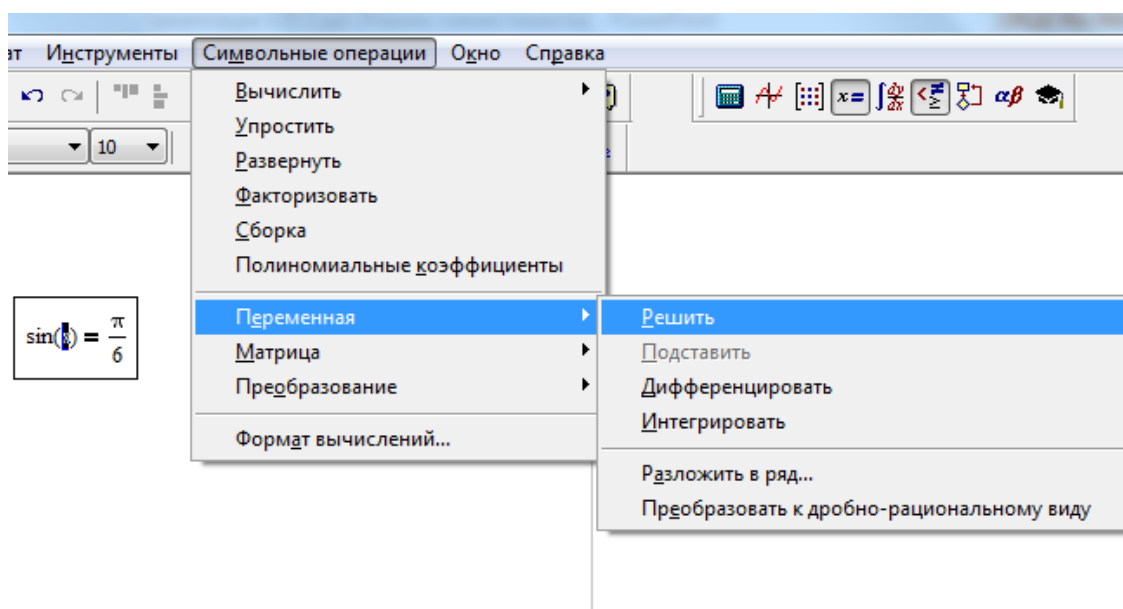 ат Инструменты Символьные операции Окно Справка
Вычислить
x=
αβ
Упростить
10
Развернуть
Факторизовать
Сборка
Полиномиальные коэффициенты
sin(x) = π/6
Переменная
Решить
Матрица
Подставить
Преобразование
Дифференцировать
Интегрировать
Формат вычислений...
Разложить в ряд...
Преобразовать к дробно-рациональному виду